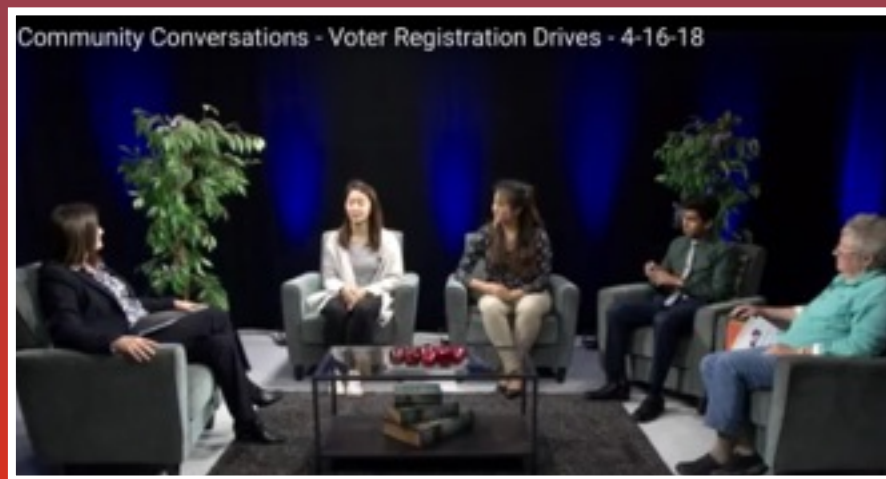 Community Conversations - Voter Registration Drives - 4-16-18